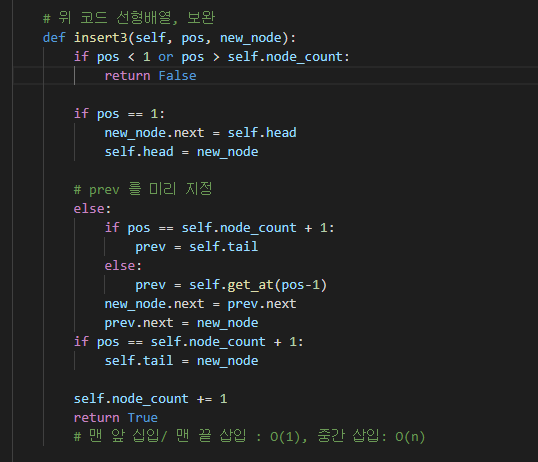 # 위 코드 선형배열, 보완
def insert3(self, pos, new_node):
    if pos < 1 or pos > self.node_count:
        return False

    if pos == 1:
        new_node.next = self.head
        self.head = new_node

    # prev 를 미리 지정
    else:
        if pos == self.node_count + 1:
            prev = self.tail
        else:
            prev = self.get_at(pos-1)
        new_node.next = prev.next
        prev.next = new_node
    if pos == self.node_count + 1:
        self.tail = new_node

    self.node_count += 1
    return True
    # 맨 앞 십입/ 맨 끝 삽입 : O(1), 중간 삽입: O(n)